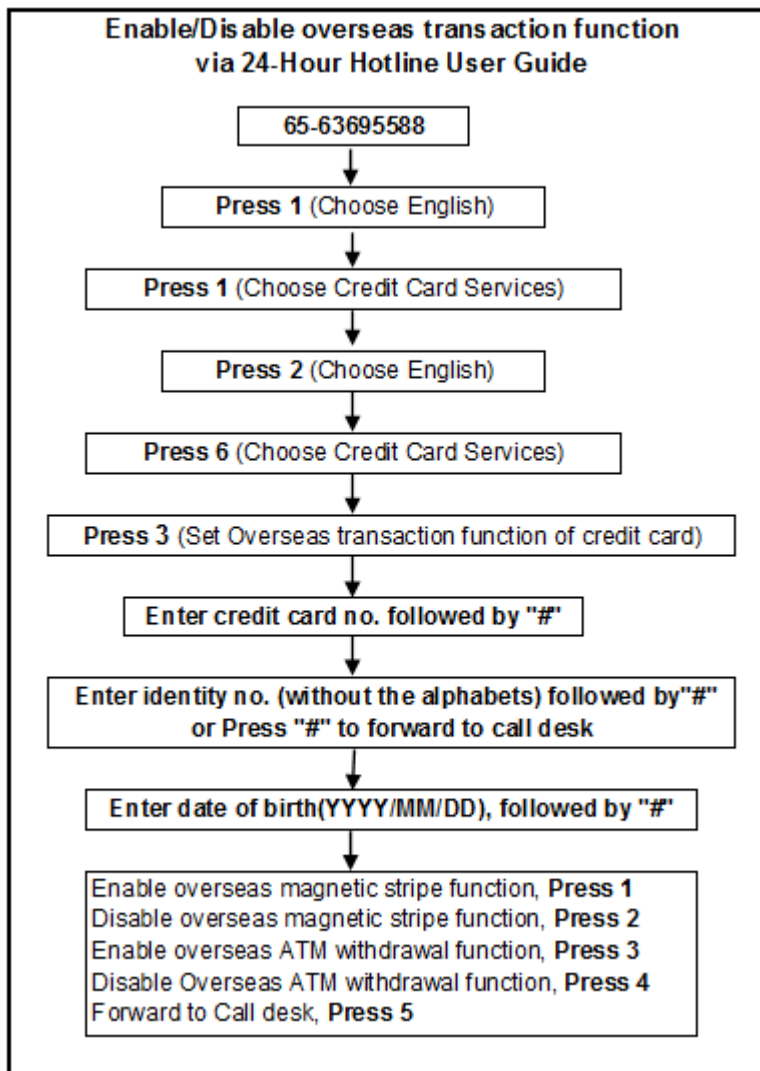 Enable/Disable overseas transaction function
via 24-Hour Hotline User Guide
65-63695588
Press 1 (Choose English)
Press 1 (Choose Credit Card Services)
Press 2 (Choose English)
Press 6 (Choose Credit Card Services)
Press 3 (Set Overseas transaction function of credit card)
Enter credit card no. followed by "#"
Enter identity no. (without the alphabets) followed by"#"
or Press "#" to forward to call desk
Enter date of birth(YYYY/MM/DD), followed by "#"
Enable overseas magnetic stripe function, Press 1
Disable overseas magnetic stripe function, Press 2
Enable overseas ATM withdrawal function, Press 3
Disable Overseas ATM withdrawal function, Press 4
Forward to Call desk, Press 5